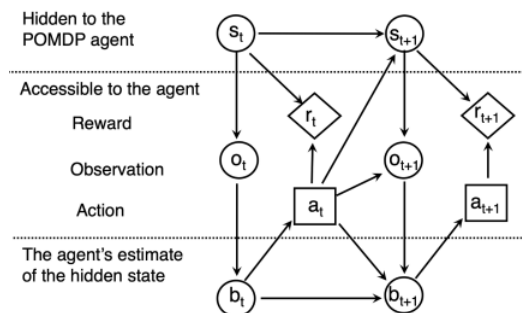 Hidden to the
POMDP agent
s_t
s_t+1
Accessible to the agent
Reward
r_t
r_t+1
Observation
o_t
o_t+1
Action
a_t
a_t+1
The agent's estimate
of the hidden state
b_t
b_t+1